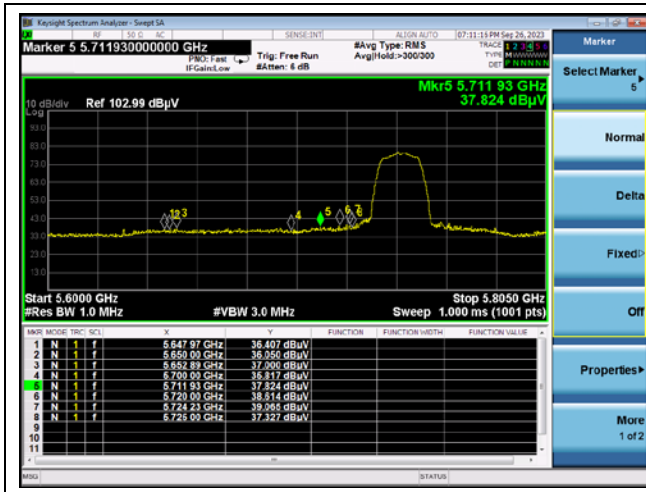 Keysight Spectrum Analyzer - Swept SA
RF 50 Ω AC SENSE:INT ALIGN AUTO 07:11:15 PM Sep 26, 2023
Marker 5 5.711930000000 GHz
PNO: Fast
IFGain:Low
Trig: Free Run
#Atten: 6 dB
#Avg Type: RMS
Avg|Hold:>300/300
TRACE 1 2 3 4 5 6
TYPE M WWWWW
DET P N N N N N
Mkr5 5.711 93 GHz
37.824 dBµV
10 dB/div Ref 102.99 dBµV
Log
93.0
83.0
73.0
63.0
53.0
43.0
33.0
23.0
13.0
1 2 3 4 5 6 7 8
Start 5.6000 GHz Stop 5.8050 GHz
#Res BW 1.0 MHz #VBW 3.0 MHz Sweep 1.000 ms (1001 pts)
MKR MODE TRC SCL X Y FUNCTION FUNCTION WIDTH FUNCTION VALUE
1 N 1 f 5.647 97 GHz 36.407 dBµV
2 N 1 f 5.650 00 GHz 36.050 dBµV
3 N 1 f 5.652 89 GHz 37.000 dBµV
4 N 1 f 5.700 00 GHz 35.817 dBµV
5 N 1 f 5.711 93 GHz 37.824 dBµV
6 N 1 f 5.720 00 GHz 38.614 dBµV
7 N 1 f 5.724 23 GHz 39.065 dBµV
8 N 1 f 5.725 00 GHz 37.327 dBµV
9
10
11
MSG STATUS
Marker
Select Marker
5
Normal
Delta
Fixed
Off
Properties
More
1 of 2